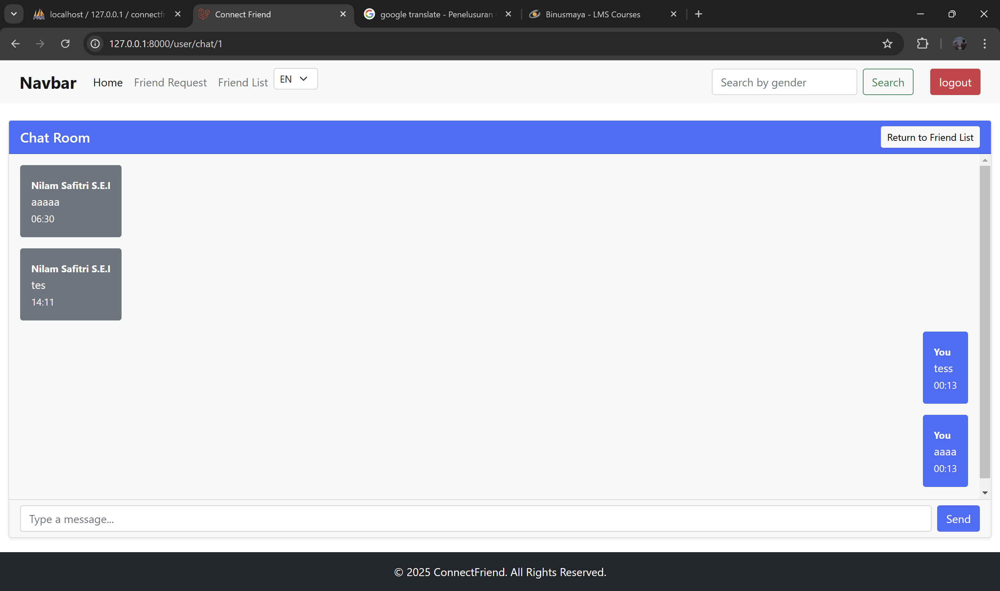 localhost / 127.0.0.1 / connectfr
Connect Friend
google translate - Penelusuran
Binusmaya - LMS Courses
127.0.0.1:8000/user/chat/1
Navbar
Home
Friend Request
Friend List
EN
Search by gender
Search
logout
Chat Room
Return to Friend List
Nilam Safitri S.E.I
aaaaa
06:30
Nilam Safitri S.E.I
tes
14:11
You
tess
00:13
You
aaaa
00:13
Type a message...
Send
© 2025 ConnectFriend. All Rights Reserved.